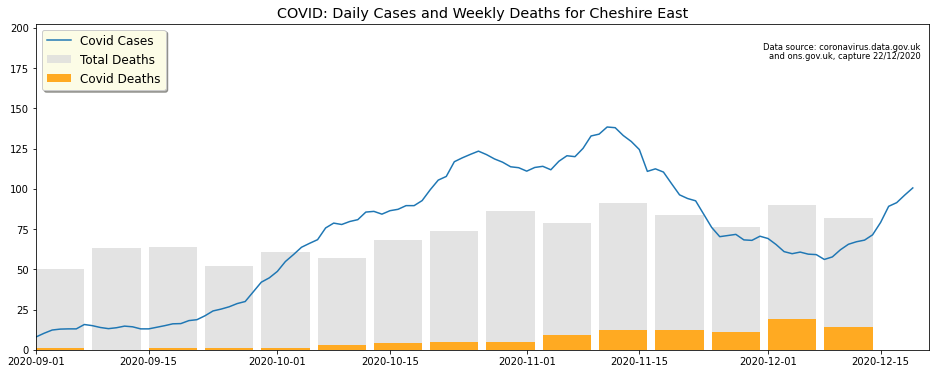 COVID: Daily Cases and Weekly Deaths for Cheshire East
200
175
150
125
100
75
50
25
0
Covid Cases
Total Deaths
Covid Deaths
Data source: coronavirus.data.gov.uk
and ons.gov.uk, capture 22/12/2020
2020-09-01
2020-09-15
2020-10-01
2020-10-15
2020-11-01
2020-11-15
2020-12-01
2020-12-15